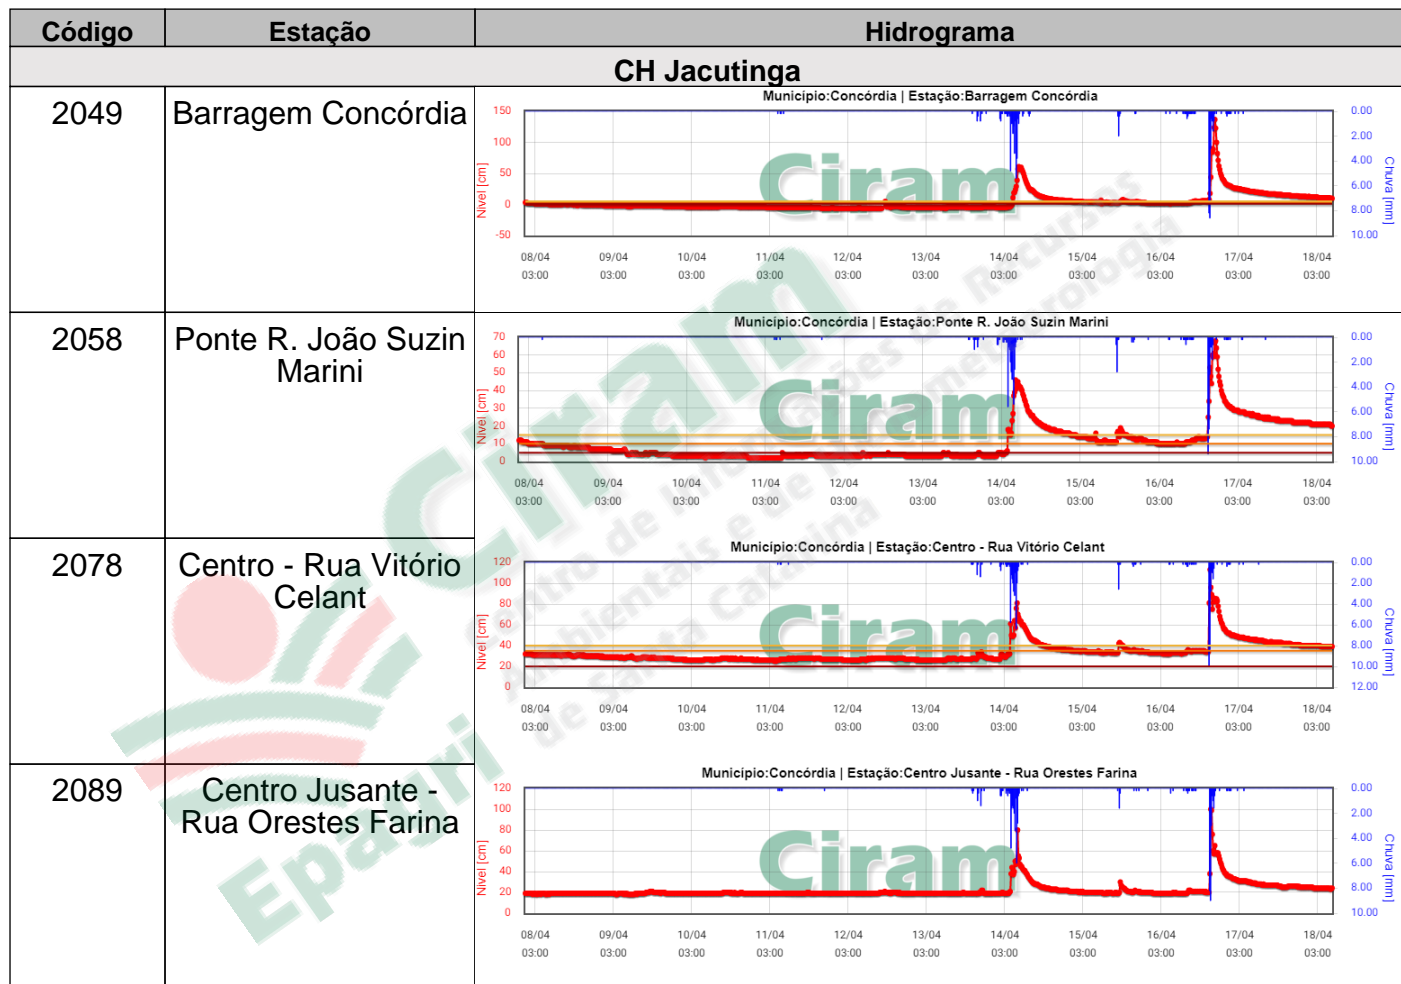 Código Estação Hidrograma
CH Jacutinga
2049 Barragem Concórdia
Município:Concórdia | Estação:Barragem Concórdia
150
100
50
0
-50
Nível [cm]
0.00
2.00
4.00
6.00
8.00
10.00
Chuva [mm]
08/04 09/04 10/04 11/04 12/04 13/04 14/04 15/04 16/04 17/04 18/04
03:00 03:00 03:00 03:00 03:00 03:00 03:00 03:00 03:00 03:00 03:00
Ciram
2058 Ponte R. João Suzin
Marini
Município:Concórdia | Estação:Ponte R. João Suzin Marini
70
60
50
40
30
20
10
0
Nível [cm]
0.00
2.00
4.00
6.00
8.00
10.00
Chuva [mm]
08/04 09/04 10/04 11/04 12/04 13/04 14/04 15/04 16/04 17/04 18/04
03:00 03:00 03:00 03:00 03:00 03:00 03:00 03:00 03:00 03:00 03:00
Ciram
2078 Centro - Rua Vitório
Celant
Município:Concórdia | Estação:Centro - Rua Vitório Celant
120
100
80
60
40
20
0
Nível [cm]
0.00
2.00
4.00
6.00
8.00
10.00
12.00
Chuva [mm]
08/04 09/04 10/04 11/04 12/04 13/04 14/04 15/04 16/04 17/04 18/04
03:00 03:00 03:00 03:00 03:00 03:00 03:00 03:00 03:00 03:00 03:00
Ciram
2089 Centro Jusante -
Rua Orestes Farina
Município:Concórdia | Estação:Centro Jusante - Rua Orestes Farina
120
100
80
60
40
20
0
Nível [cm]
0.00
2.00
4.00
6.00
8.00
10.00
Chuva [mm]
08/04 09/04 10/04 11/04 12/04 13/04 14/04 15/04 16/04 17/04 18/04
03:00 03:00 03:00 03:00 03:00 03:00 03:00 03:00 03:00 03:00 03:00
Ciram
Epagri
Ciram
Centro de Informações de Recursos
Ambientais e de Hidrometeorologia
de Santa Catarina